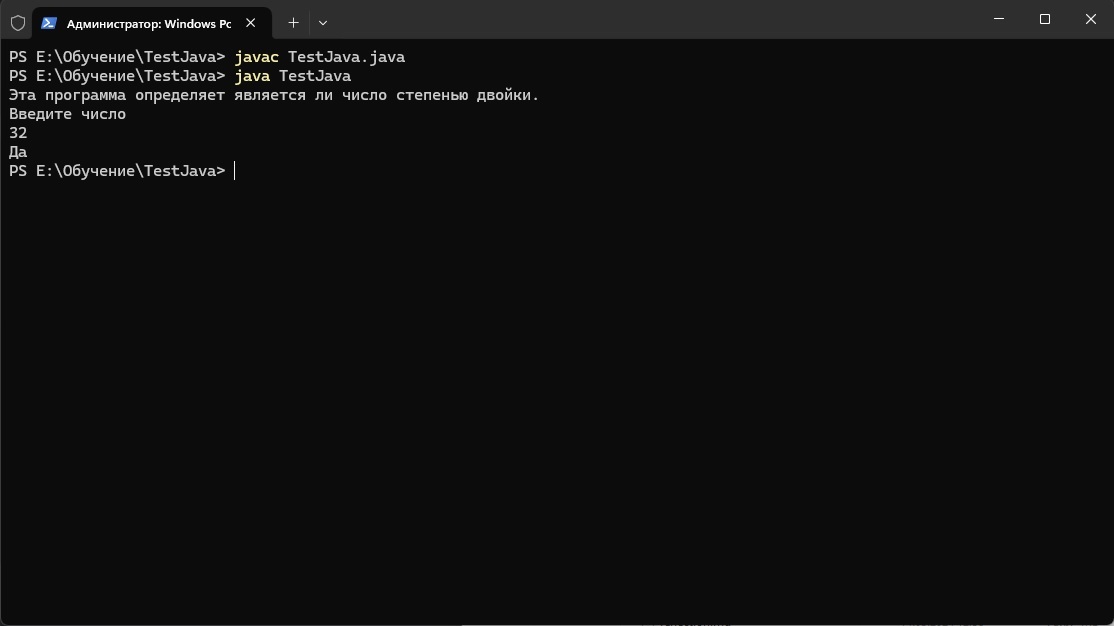 Администратор: Windows Pc
PS E:\Обучение\TestJava> javac TestJava.java
PS E:\Обучение\TestJava> java TestJava
Эта программа определяет является ли число степенью двойки.
Введите число
32
Да
PS E:\Обучение\TestJava>